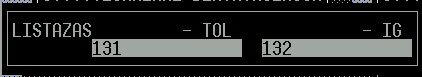 LISTAZAS - TOL - IG
131 132